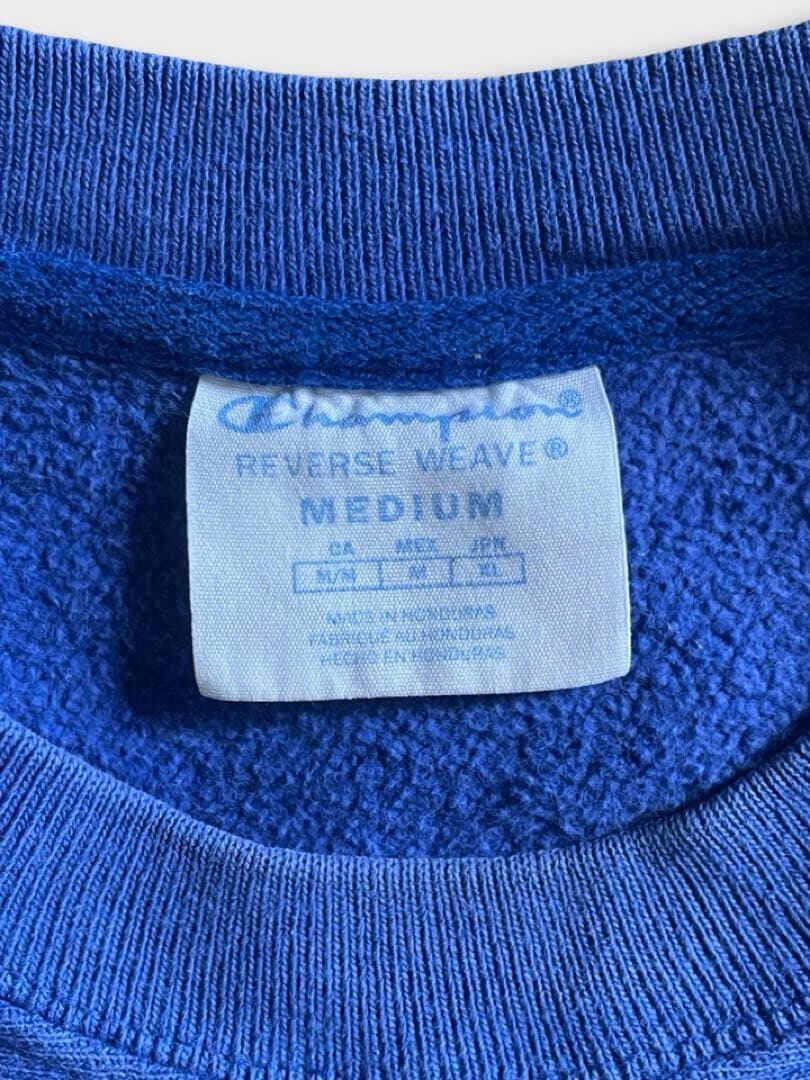 Champion®
REVERSE WEAVE®
MEDIUM
CA MEX JPN
M/M M XL
MADE IN HONDURAS
FABRIQUÉ AU HONDURAS
HECHO EN HONDURAS